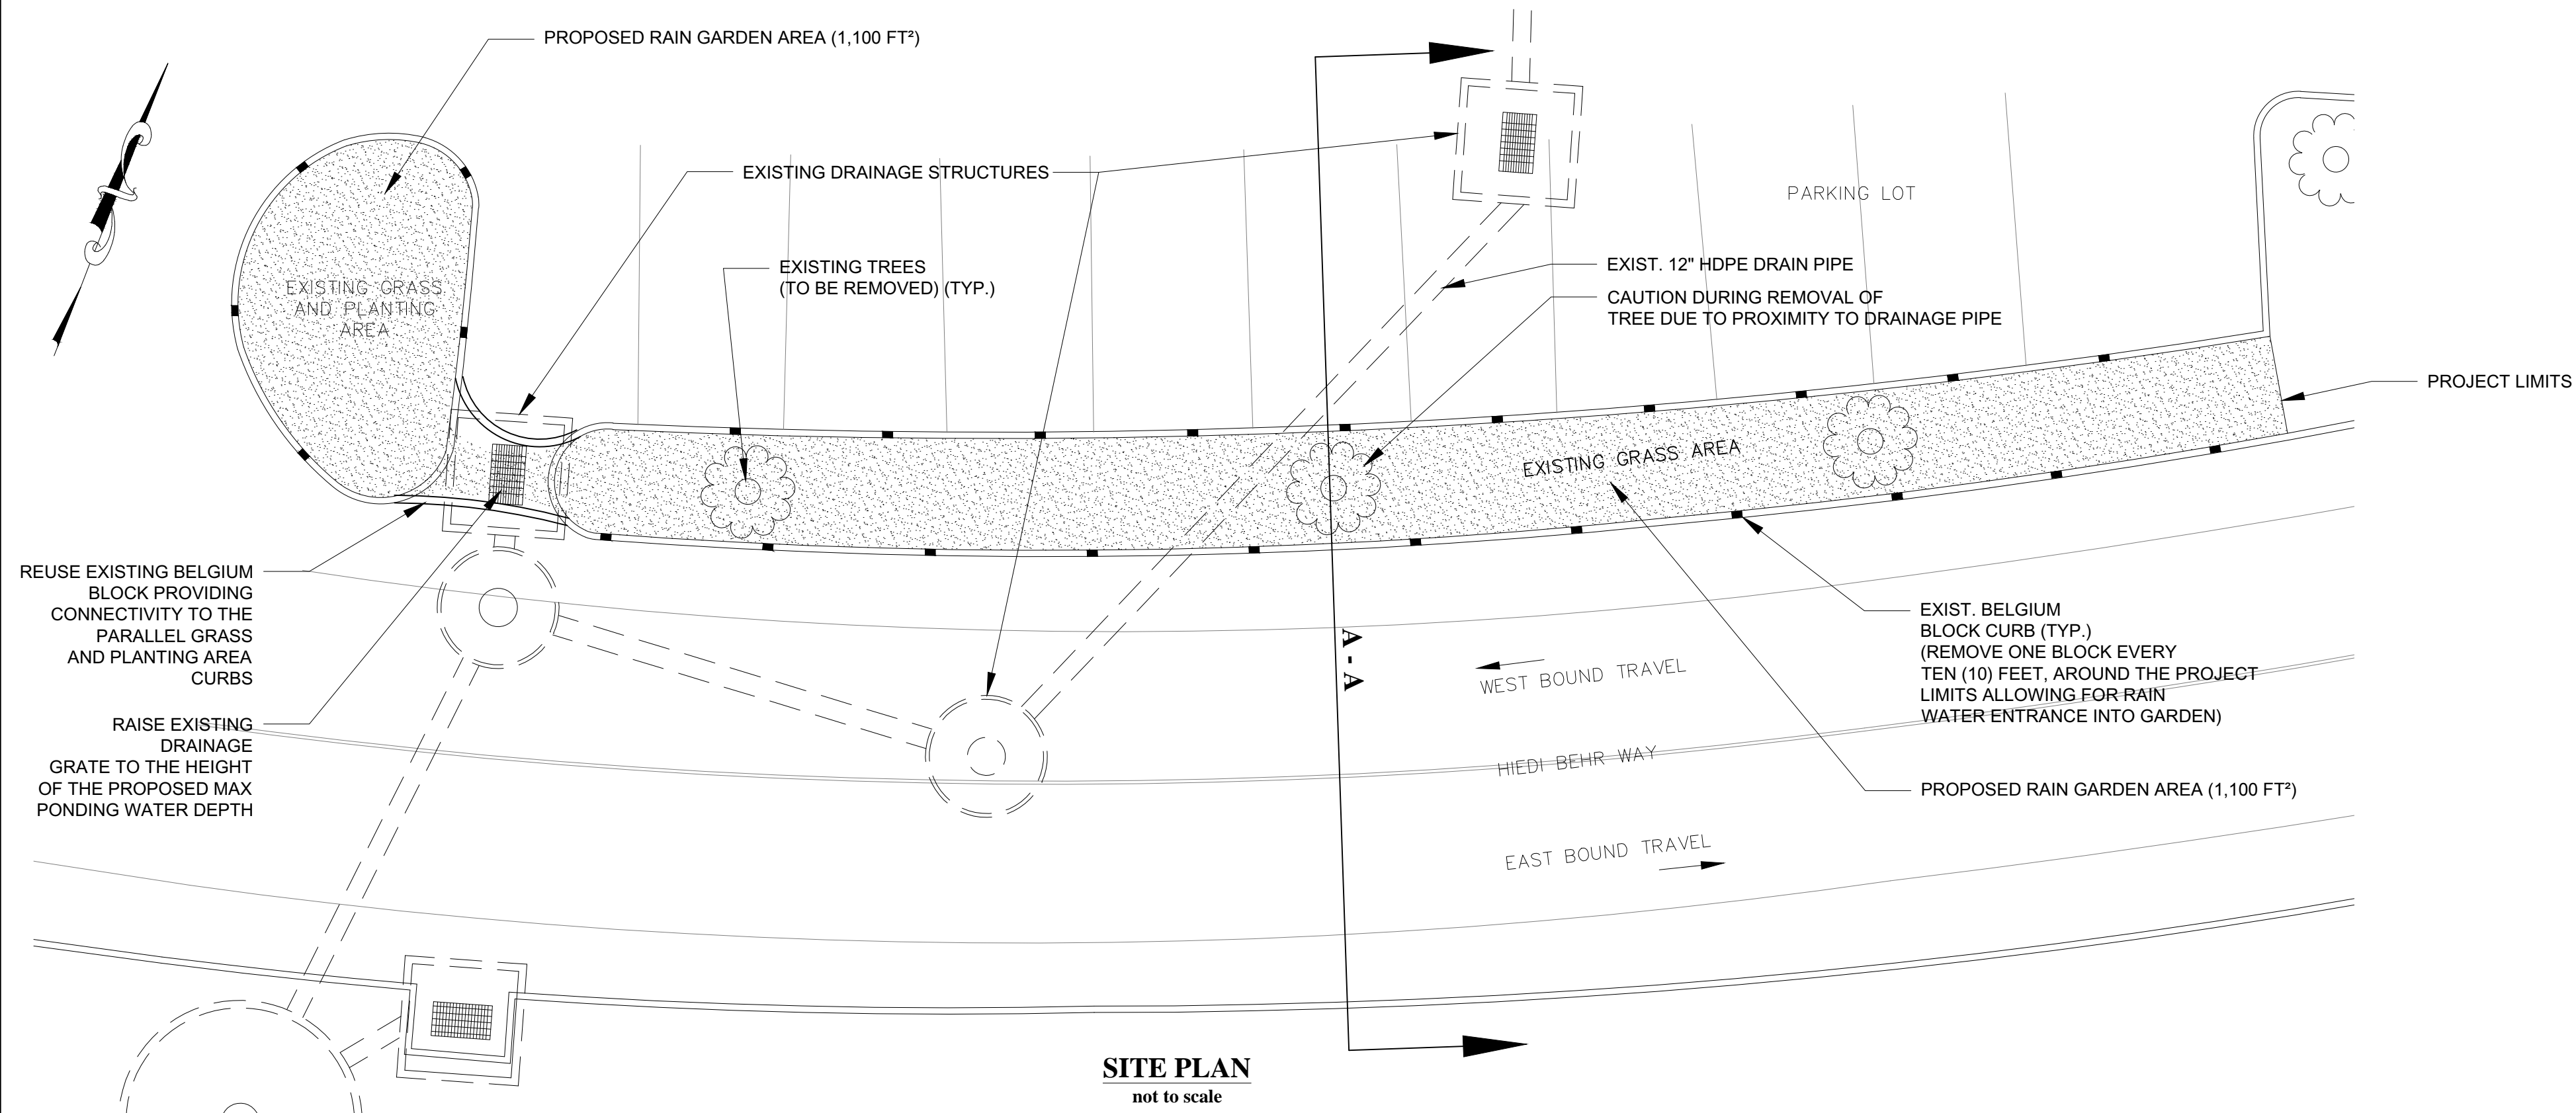 PROPOSED RAIN GARDEN AREA (1,100 FT²)
EXISTING DRAINAGE STRUCTURES
PARKING LOT
EXISTING TREES
(TO BE REMOVED) (TYP.)
EXIST. 12" HDPE DRAIN PIPE
CAUTION DURING REMOVAL OF
TREE DUE TO PROXIMITY TO DRAINAGE PIPE
EXISTING GRASS
AND PLANTING
AREA
PROJECT LIMITS
EXISTING GRASS AREA
REUSE EXISTING BELGIUM
BLOCK PROVIDING
CONNECTIVITY TO THE
PARALLEL GRASS
AND PLANTING AREA
CURBS
RAISE EXISTING
DRAINAGE
GRATE TO THE HEIGHT
OF THE PROPOSED MAX
PONDING WATER DEPTH
A - A
WEST BOUND TRAVEL
HIEDI BEHR WAY
EAST BOUND TRAVEL
EXIST. BELGIUM
BLOCK CURB (TYP.)
(REMOVE ONE BLOCK EVERY
TEN (10) FEET, AROUND THE PROJECT
LIMITS ALLOWING FOR RAIN
WATER ENTRANCE INTO GARDEN)
PROPOSED RAIN GARDEN AREA (1,100 FT²)
SITE PLAN
not to scale